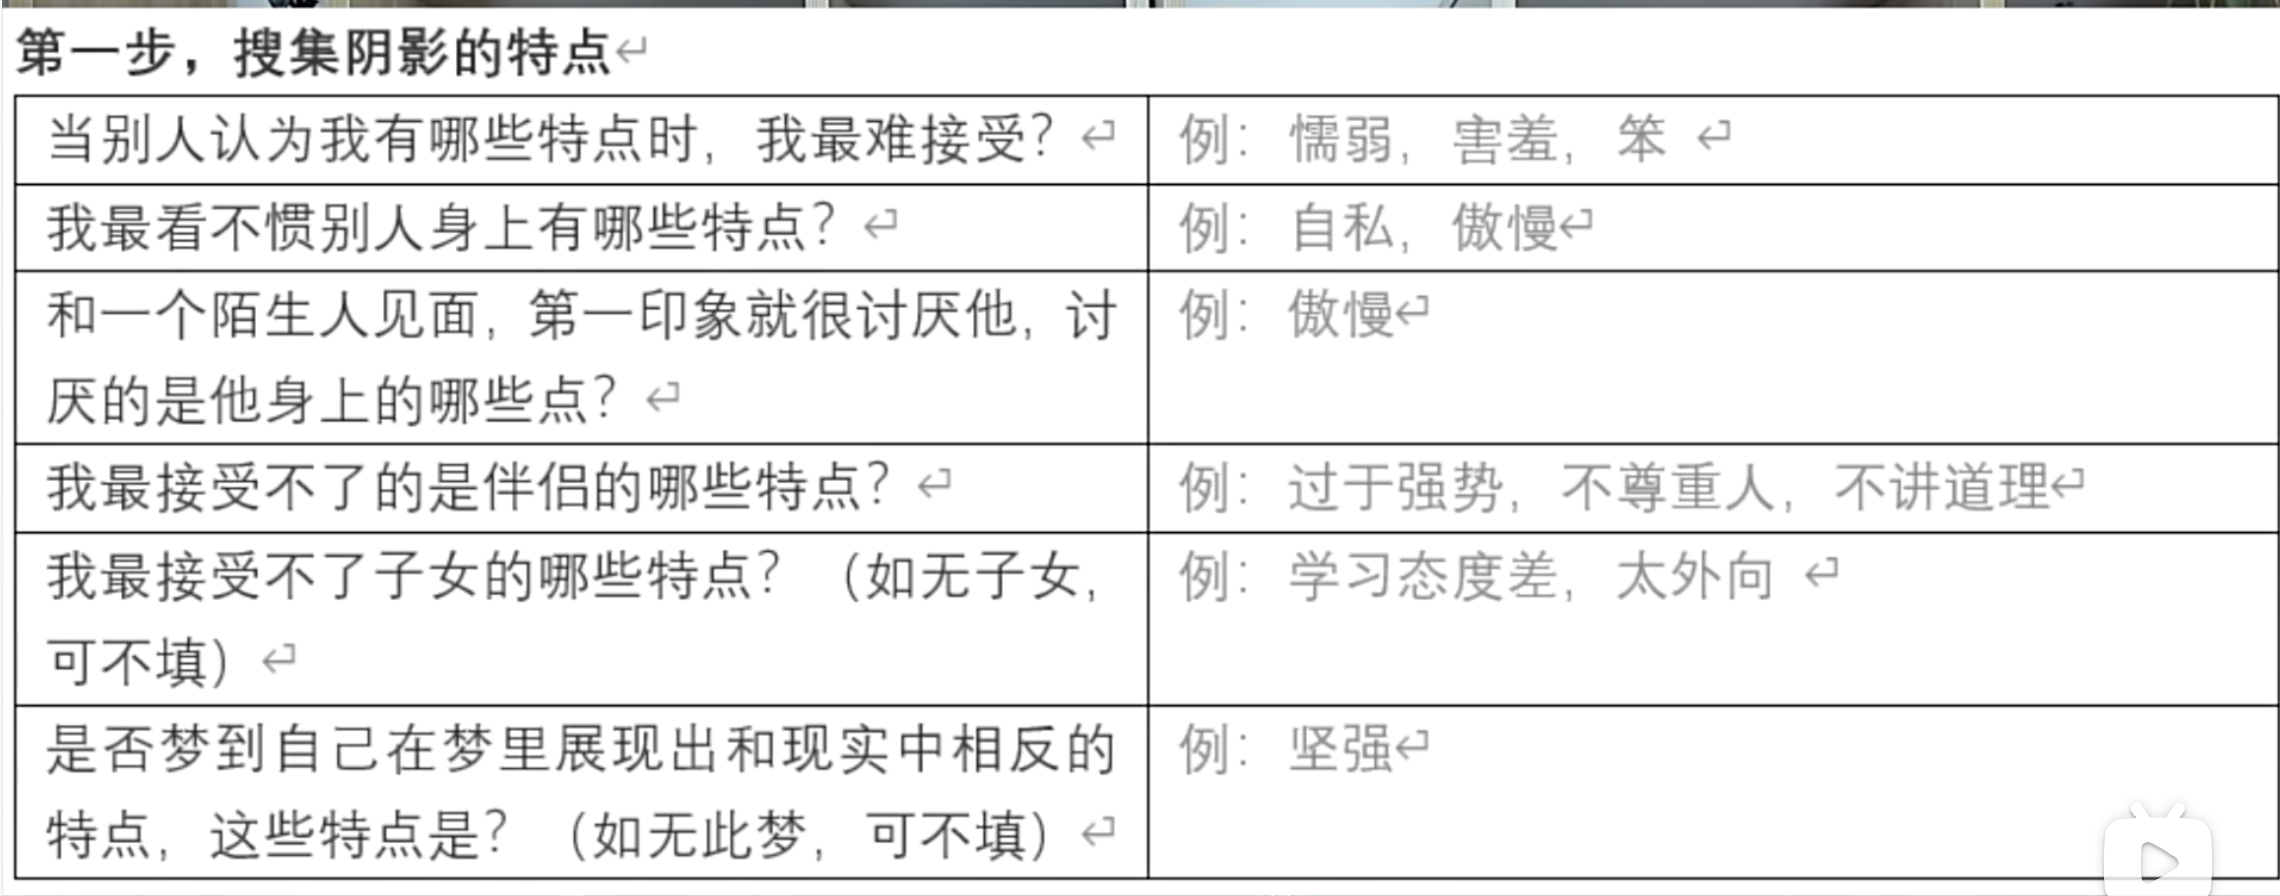 第一步，搜集阴影的特点
当别人认为我有哪些特点时，我最难接受？
例：懦弱，害羞，笨
我最看不惯别人身上有哪些特点？
例：自私，傲慢
和一个陌生人见面，第一印象就很讨厌他，讨
厌的是他身上的哪些点？
例：傲慢
我最接受不了的是伴侣的哪些特点？
例：过于强势，不尊重人，不讲道理
我最接受不了子女的哪些特点？（如无子女，
可不填）
例：学习态度差，太外向
是否梦到自己在梦里展现出和现实中相反的
特点，这些特点是？（如无此梦，可不填）
例：坚强